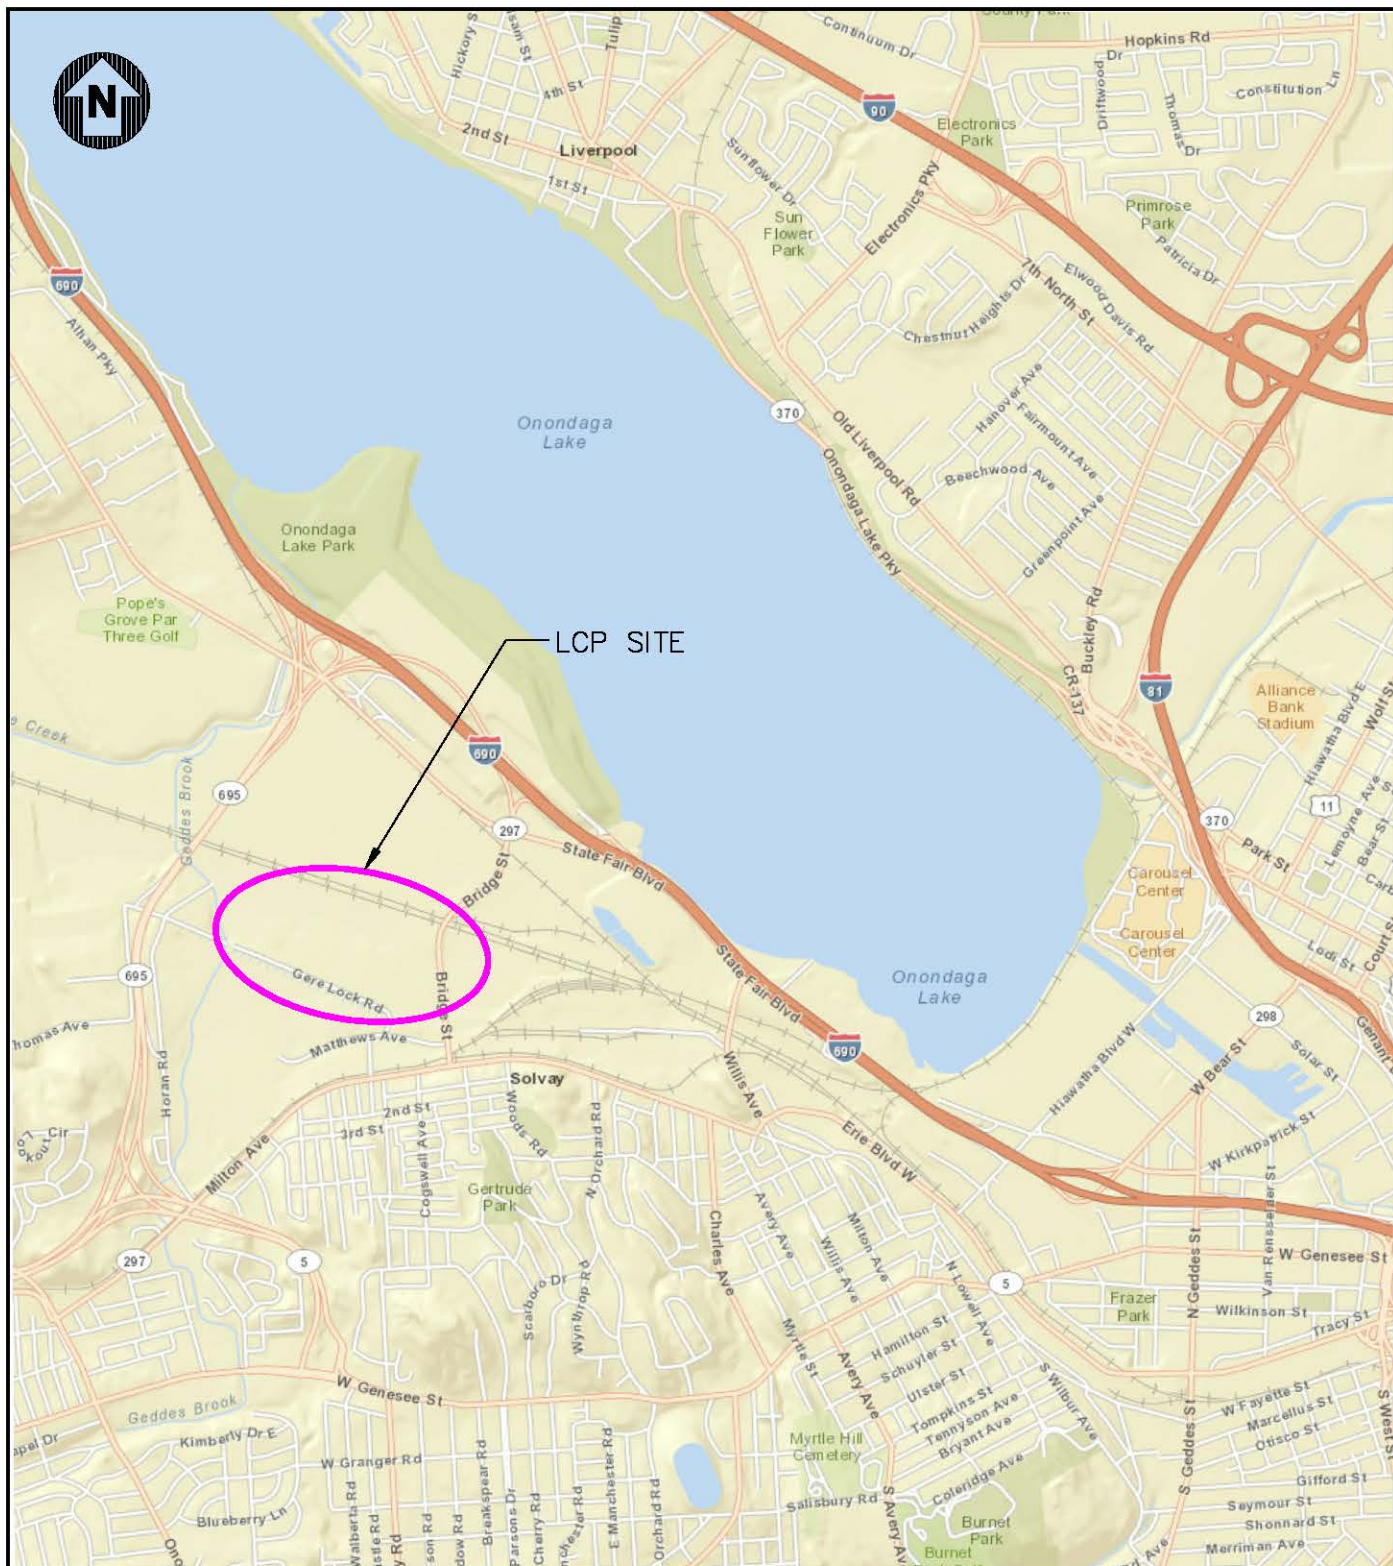 County Park
Hopkins Rd
Continuum Dr
Hickory S
Tulip
N
Driftwood
Dr
Constitution Ln
Thomas
Dr
4th St
90
Electronics
Park
2nd St
Liverpool
1st St
Sunflower Dr
Electronics Pky
Primrose
Park
Sun
Flower
Park
Patricia Dr
690
7th North St
Elwood Davis Rd
Chestnut Heights Dr
Alhan Pky
Hanover Ave
Fairmount Ave
Onondaga
Lake
370
Old Liverpool Rd
Beechwood Ave
Onondaga Lake Pky
Greenpoint Ave
Onondaga
Lake Park
Pope's
Grove Par
Three Golf
LCP SITE
Buckley Rd
CR-137
81
Alliance
Bank
Stadium
Hiawatha Blvd E
Wolf St
e Creek
690
Geddes Brook
695
297
11
Lemoyne Ave
Bear St
370
State Fair Blvd
Park St
Bridge St
Carousel
Center
Carb
Carousel
Center
Court S
Lodi St
695
Gere Lock Rd
Bridge St
State Fair Blvd
Onondaga
Lake
298
Genant
homas Ave
Matthews Ave
690
Hiawatha Blvd W
Solar St
Horan Rd
Solvay
Willis Ave
W Bear St
2nd St
3rd St
Woods Rd
N Orchard Rd
Erie Blvd W
W Kirkpatrick St
Lookout Cir
Milton Ave
Cogswell Ave
Gertrude
Park
Avery Ave
Milton Ave
Willis Ave
Charles Ave
Van Rensselaer St
297
5
N Lowell Ave
N Geddes St
W Genesee St
5
Scarboro Dr
Wynthrop Rd
Frazer
Park
Wilkinson St
Tracy St
Myrtle St
Hamilton St
Schuyler St
Avery Ave
Ulster St
S Wilbur Ave
W Genesee St
Tompkins St
Tennyson Ave
Bryant Ave
W Fayette St
Marcellus St
Otisco St
S West St
Geddes Brook
apel Dr
Kimberly Dr E
Myrtle Hill
Cemetery
S Geddes St
W Granger Rd
Coleridge Ave
Gifford St
Salisbury Rd
Seymour St
Blueberry Ln
Walberta Rd
Breakspear Rd
Parsons Dr
Cherry Rd
E Manchester Rd
Orchard Rd
S Avery Av
Burnet
Park
Shonnard St
Merriman Ave
Burnet